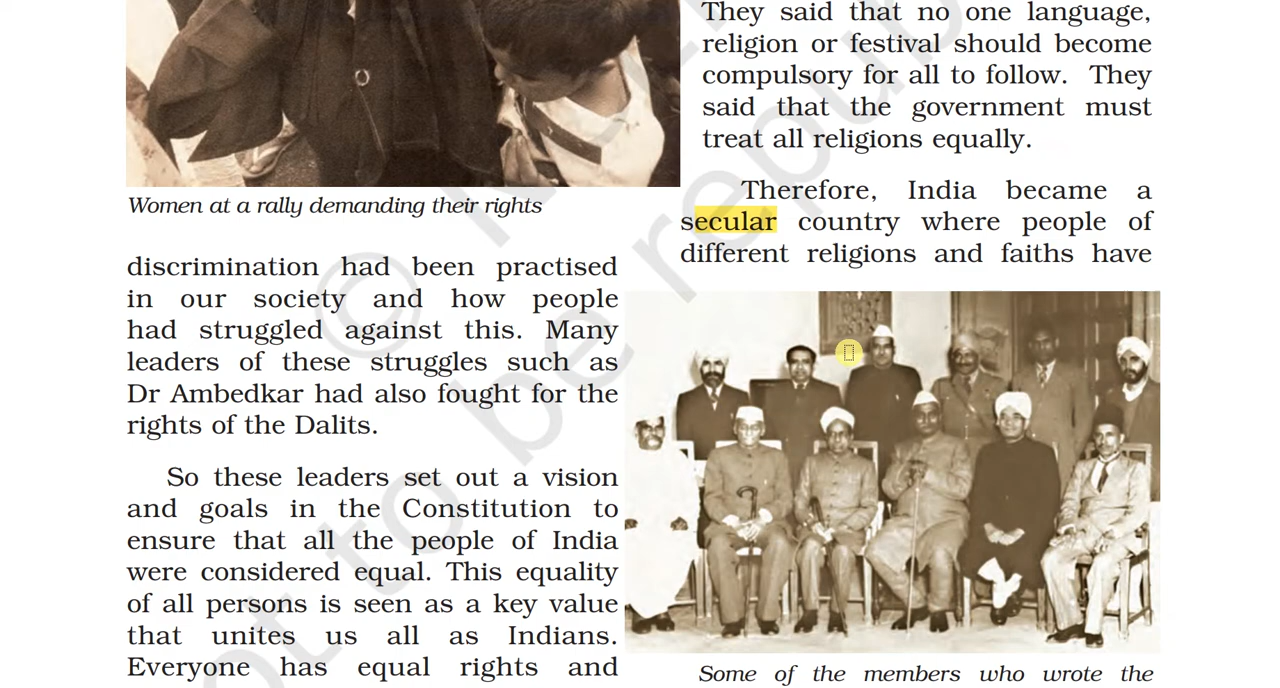 They said that no one language,
religion or festival should become
compulsory for all to follow. They
said that the government must
treat all religions equally.
Therefore, India became a
secular country where people of
different religions and faiths have
Women at a rally demanding their rights
discrimination had been practised
in our society and how people
had struggled against this. Many
leaders of these struggles such as
Dr Ambedkar had also fought for the
rights of the Dalits.
So these leaders set out a vision
and goals in the Constitution to
ensure that all the people of India
were considered equal. This equality
of all persons is seen as a key value
that unites us all as Indians.
Everyone has equal rights and
Some of the members who wrote the